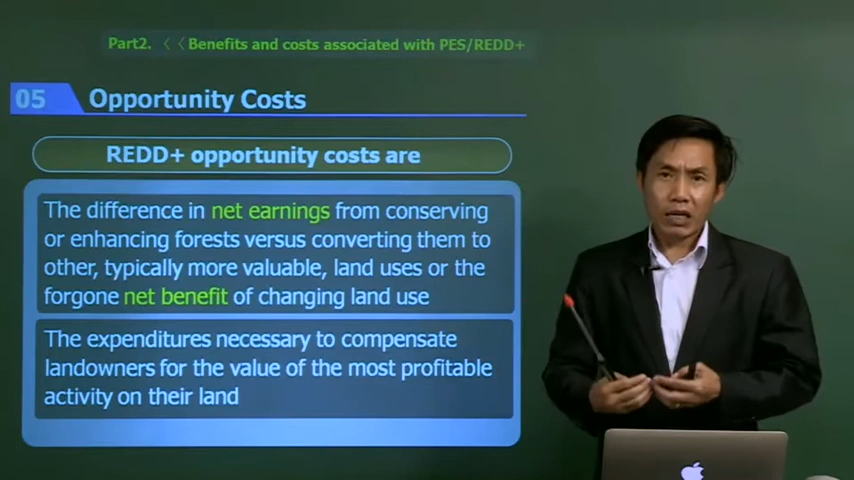 Part2. 〈〈 Benefits and costs associated with PES/REDD+
05 Opportunity Costs
REDD+ opportunity costs are
The difference in net earnings from conserving
or enhancing forests versus converting them to
other, typically more valuable, land uses or the
forgone net benefit of changing land use
The expenditures necessary to compensate
landowners for the value of the most profitable
activity on their land